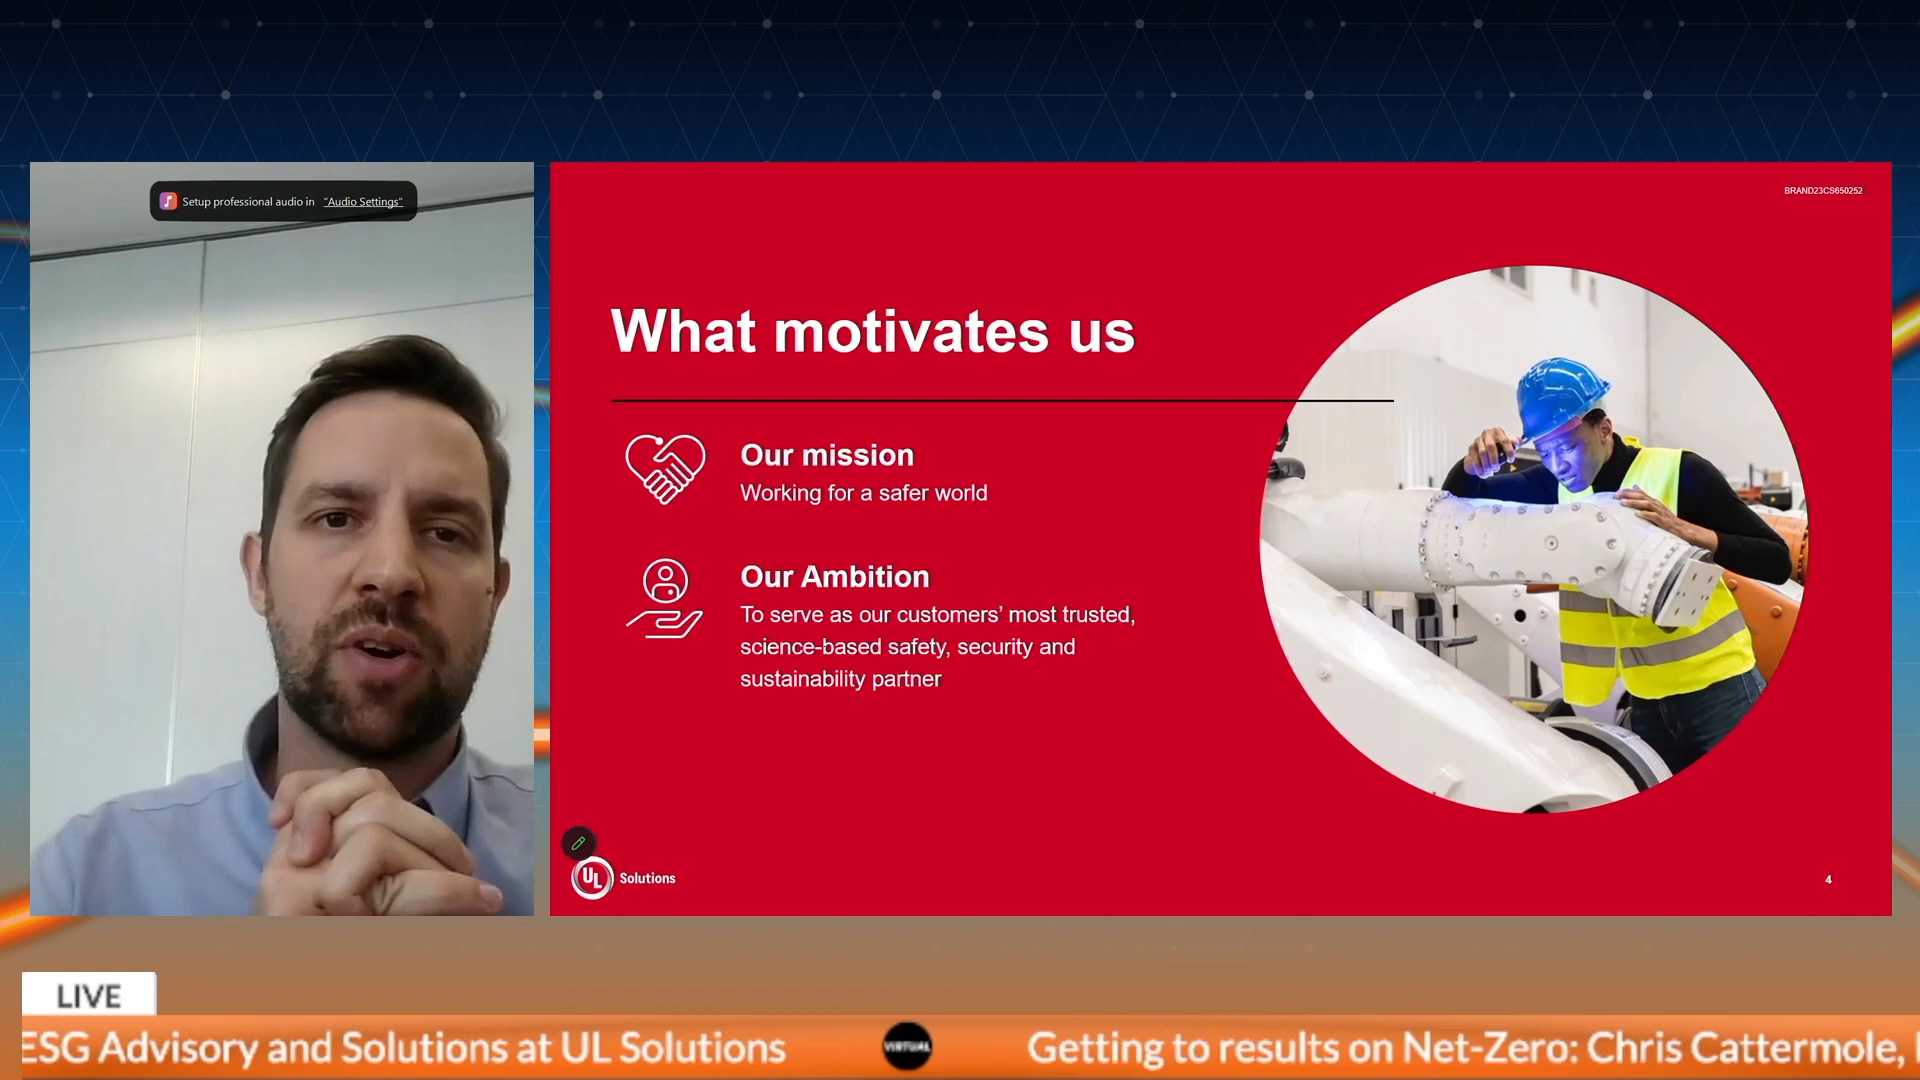 Setup professional audio in "Audio Settings"
BRAND23CS650252
What motivates us
Our mission
Working for a safer world
Our Ambition
To serve as our customers’ most trusted,
science-based safety, security and
sustainability partner
UL Solutions
4
LIVE
ESG Advisory and Solutions at UL Solutions VIRTUAL Getting to results on Net-Zero: Chris Cattermole,